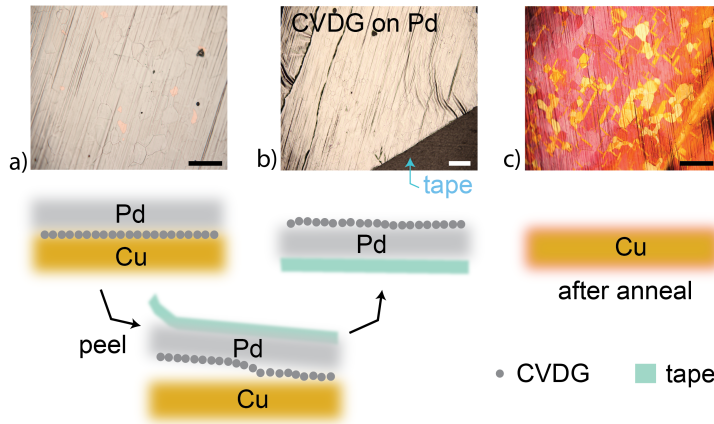 CVDG on Pd
a)
b)
c)
tape
Pd
Cu
Pd
Cu
after anneal
peel
Pd
Cu
CVDG
tape